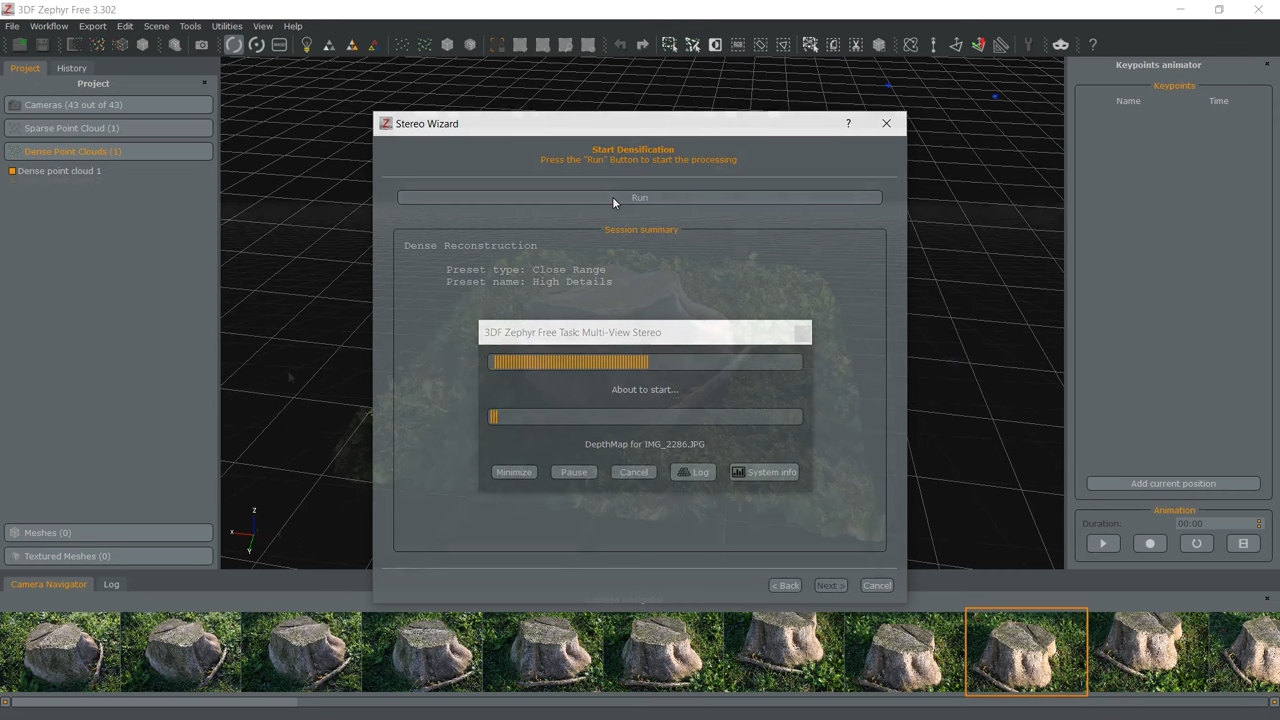 3DF Zephyr Free 3.302
File Workflow Export Edit Scene Tools Utilities View Help
Project History
Project
Cameras (43 out of 43)
Sparse Point Cloud (1)
Dense Point Clouds (1)
Dense point cloud 1
Meshes (0)
Textured Meshes (0)
Stereo Wizard
?
Start Densification
Press the "Run" Button to start the processing
Run
Session summary
Dense Reconstruction
Preset type: Close Range
Preset name: High Details
3DF Zephyr Free Task: Multi-View Stereo
About to start...
DepthMap for IMG_2286.JPG
Minimize Pause Cancel Log System info
< Back Next > Cancel
Keypoints animator
Keypoints
Name Time
Add current position
Animation
Duration: 00:00
z
x
y
Camera Navigator Log